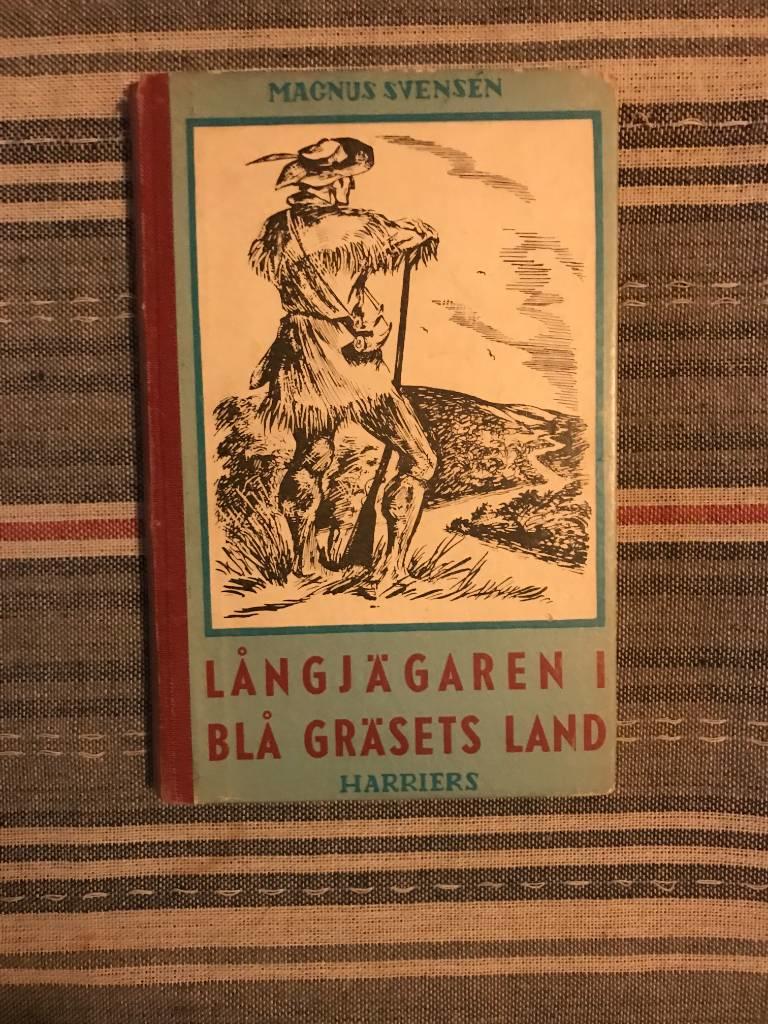 MAGNUS SVENSÉN
LÅNGJÄGAREN I
BLÅ GRÄSETS LAND
HARRIERS